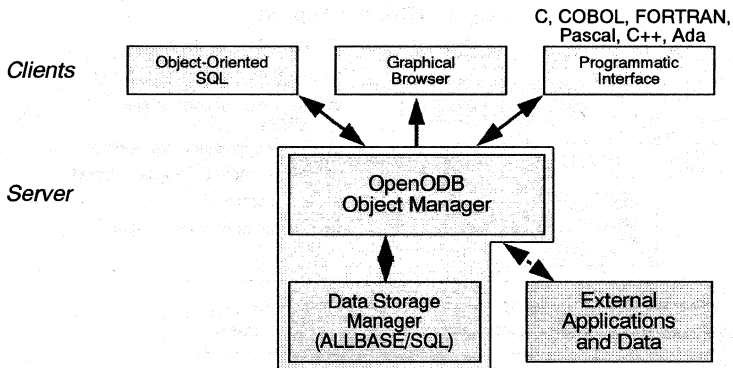 C, COBOL, FORTRAN,
Pascal, C++, Ada
Clients
Object-Oriented
SQL
Graphical
Browser
Programmatic
Interface
Server
OpenODB
Object Manager
Data Storage
Manager
(ALLBASE/SQL)
External
Applications
and Data